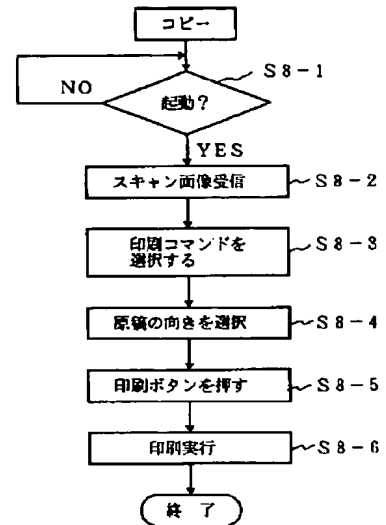 コピー
S8-1
NO
起動？
YES
スキャン画像受信
S8-2
印刷コマンドを
選択する
S8-3
原稿の向きを選択
S8-4
印刷ボタンを押す
S8-5
印刷実行
S8-6
終了